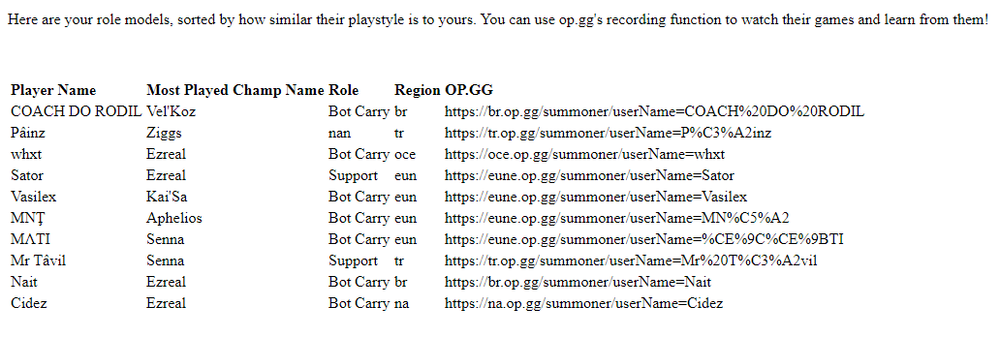 Here are your role models, sorted by how similar their playstyle is to yours. You can use op.gg's recording function to watch their games and learn from them!
Player Name Most Played Champ Name Role Region OP.GG
COACH DO RODIL Vel'Koz Bot Carry br https://br.op.gg/summoner/userName=COACH%20DO%20RODIL
Pâinz Ziggs nan tr https://tr.op.gg/summoner/userName=P%C3%A2inz
whxt Ezreal Bot Carry oce https://oce.op.gg/summoner/userName=whxt
Sator Ezreal Support eun https://eune.op.gg/summoner/userName=Sator
Vasilex Kai'Sa Bot Carry eun https://eune.op.gg/summoner/userName=Vasilex
MNŢ Aphelios Bot Carry eun https://eune.op.gg/summoner/userName=MN%C5%A2
ΜΛTI Senna Bot Carry eun https://eune.op.gg/summoner/userName=%CE%9C%CE%9BTI
Mr Tâvil Senna Support tr https://tr.op.gg/summoner/userName=Mr%20T%C3%A2vil
Nait Ezreal Bot Carry br https://br.op.gg/summoner/userName=Nait
Cidez Ezreal Bot Carry na https://na.op.gg/summoner/userName=Cidez